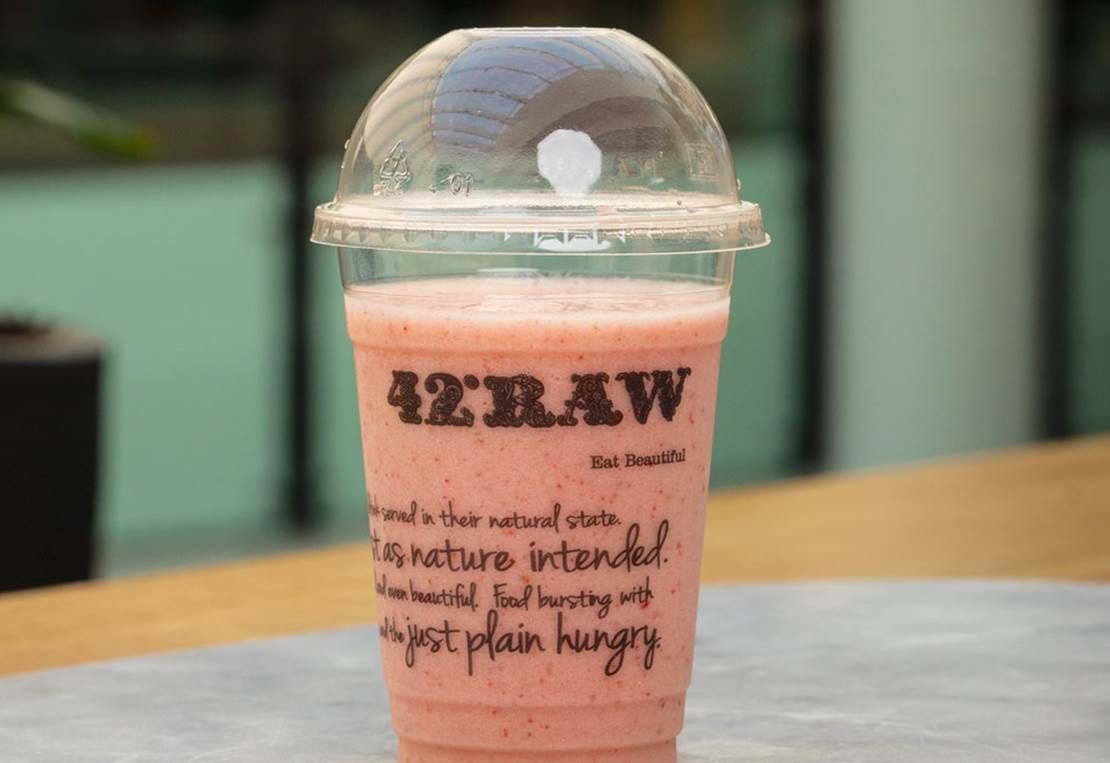 42°RAW
Eat Beautiful
served in their natural state.
as nature intended.
even beautiful. Food bursting with
the just plain hungry.